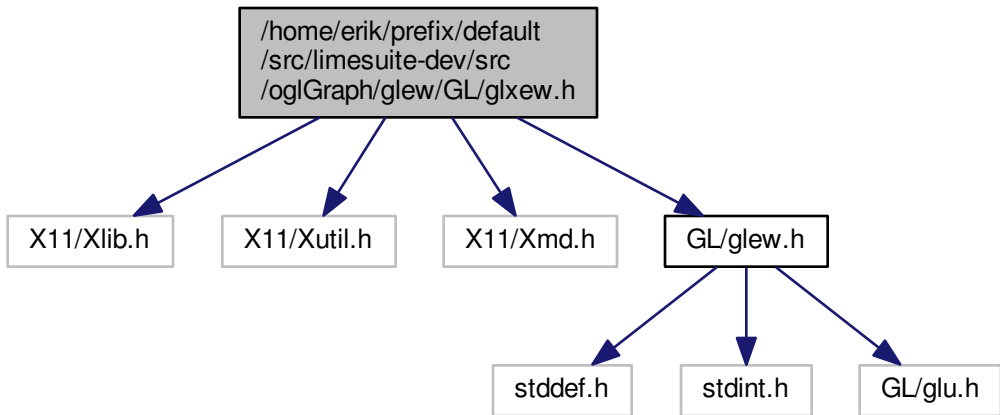 /home/erik/prefix/default
/src/limesuite-dev/src
/oglGraph/glew/GL/glxew.h
X11/Xlib.h
X11/Xutil.h
X11/Xmd.h
GL/glew.h
stddef.h
stdint.h
GL/glu.h